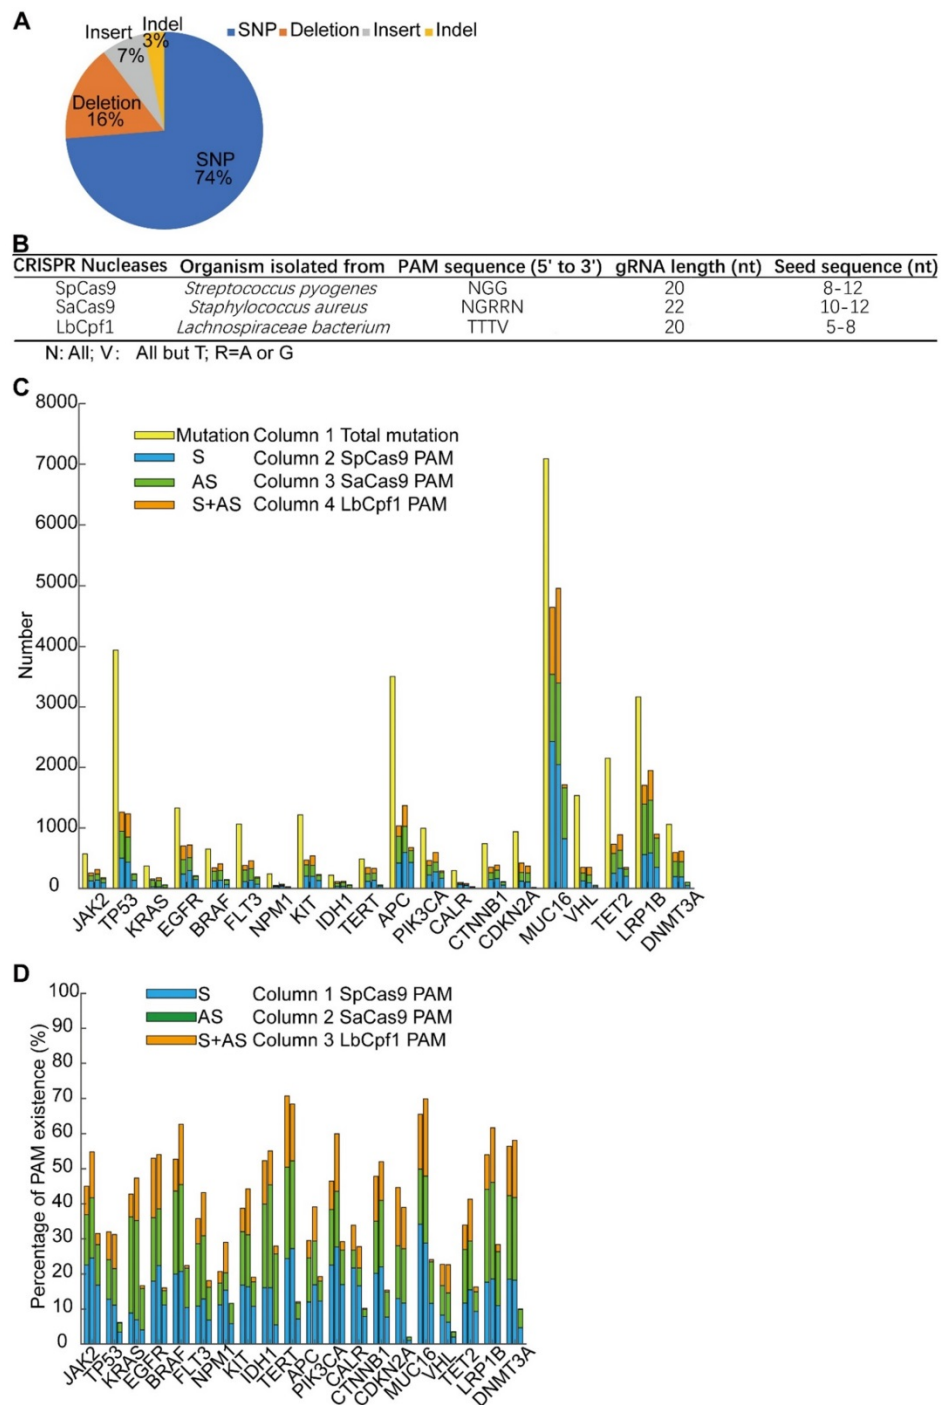 A
SNP Deletion Insert Indel
Indel
3%
Insert
7%
Deletion
16%
SNP
74%
B
CRISPR Nucleases Organism isolated from PAM sequence (5' to 3') gRNA length (nt) Seed sequence (nt)
SpCas9 Streptococcus pyogenes NGG 20 8-12
SaCas9 Staphylococcus aureus NGRRN 22 10-12
LbCpf1 Lachnospiraceae bacterium TTTV 20 5-8
N: All; V: All but T; R=A or G
C
8000
7000
6000
5000
4000
3000
2000
1000
0
Number
Mutation Column 1 Total mutation
S Column 2 SpCas9 PAM
AS Column 3 SaCas9 PAM
S+AS Column 4 LbCpf1 PAM
JAK2 TP53 KRAS EGFR BRAF FLT3 NPM1 KIT IDH1 TERT APC PIK3CA CALR CTNNB1 CDKN2A MUC16 VHL TET2 LRP1B DNMT3A
D
100
90
80
70
60
50
40
30
20
10
0
Percentage of PAM existence (%)
S Column 1 SpCas9 PAM
AS Column 2 SaCas9 PAM
S+AS Column 3 LbCpf1 PAM
JAK2 TP53 KRAS EGFR BRAF FLT3 NPM1 KIT IDH1 TERT APC PIK3CA CALR CTNNB1 CDKN2A MUC16 VHL TET2 LRP1B DNMT3A